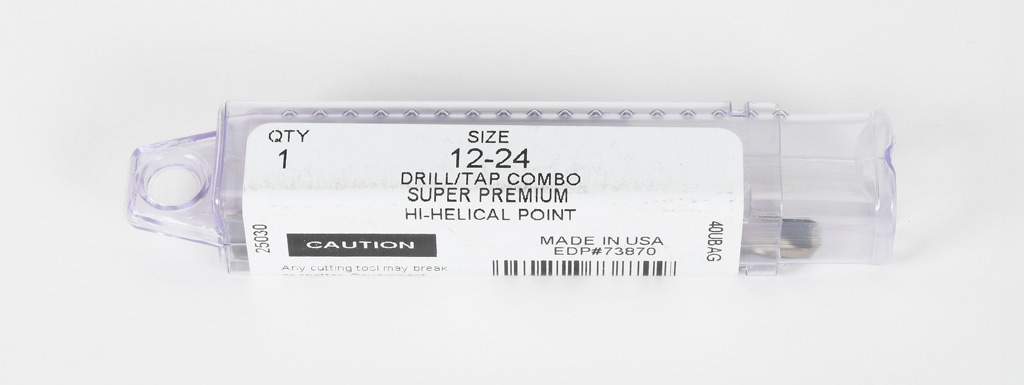 QTY
1
SIZE
12-24
DRILL/TAP COMBO
SUPER PREMIUM
HI-HELICAL POINT
25030
CAUTION
Any cutting tool may break
MADE IN USA
EDP#73870
40UBAG